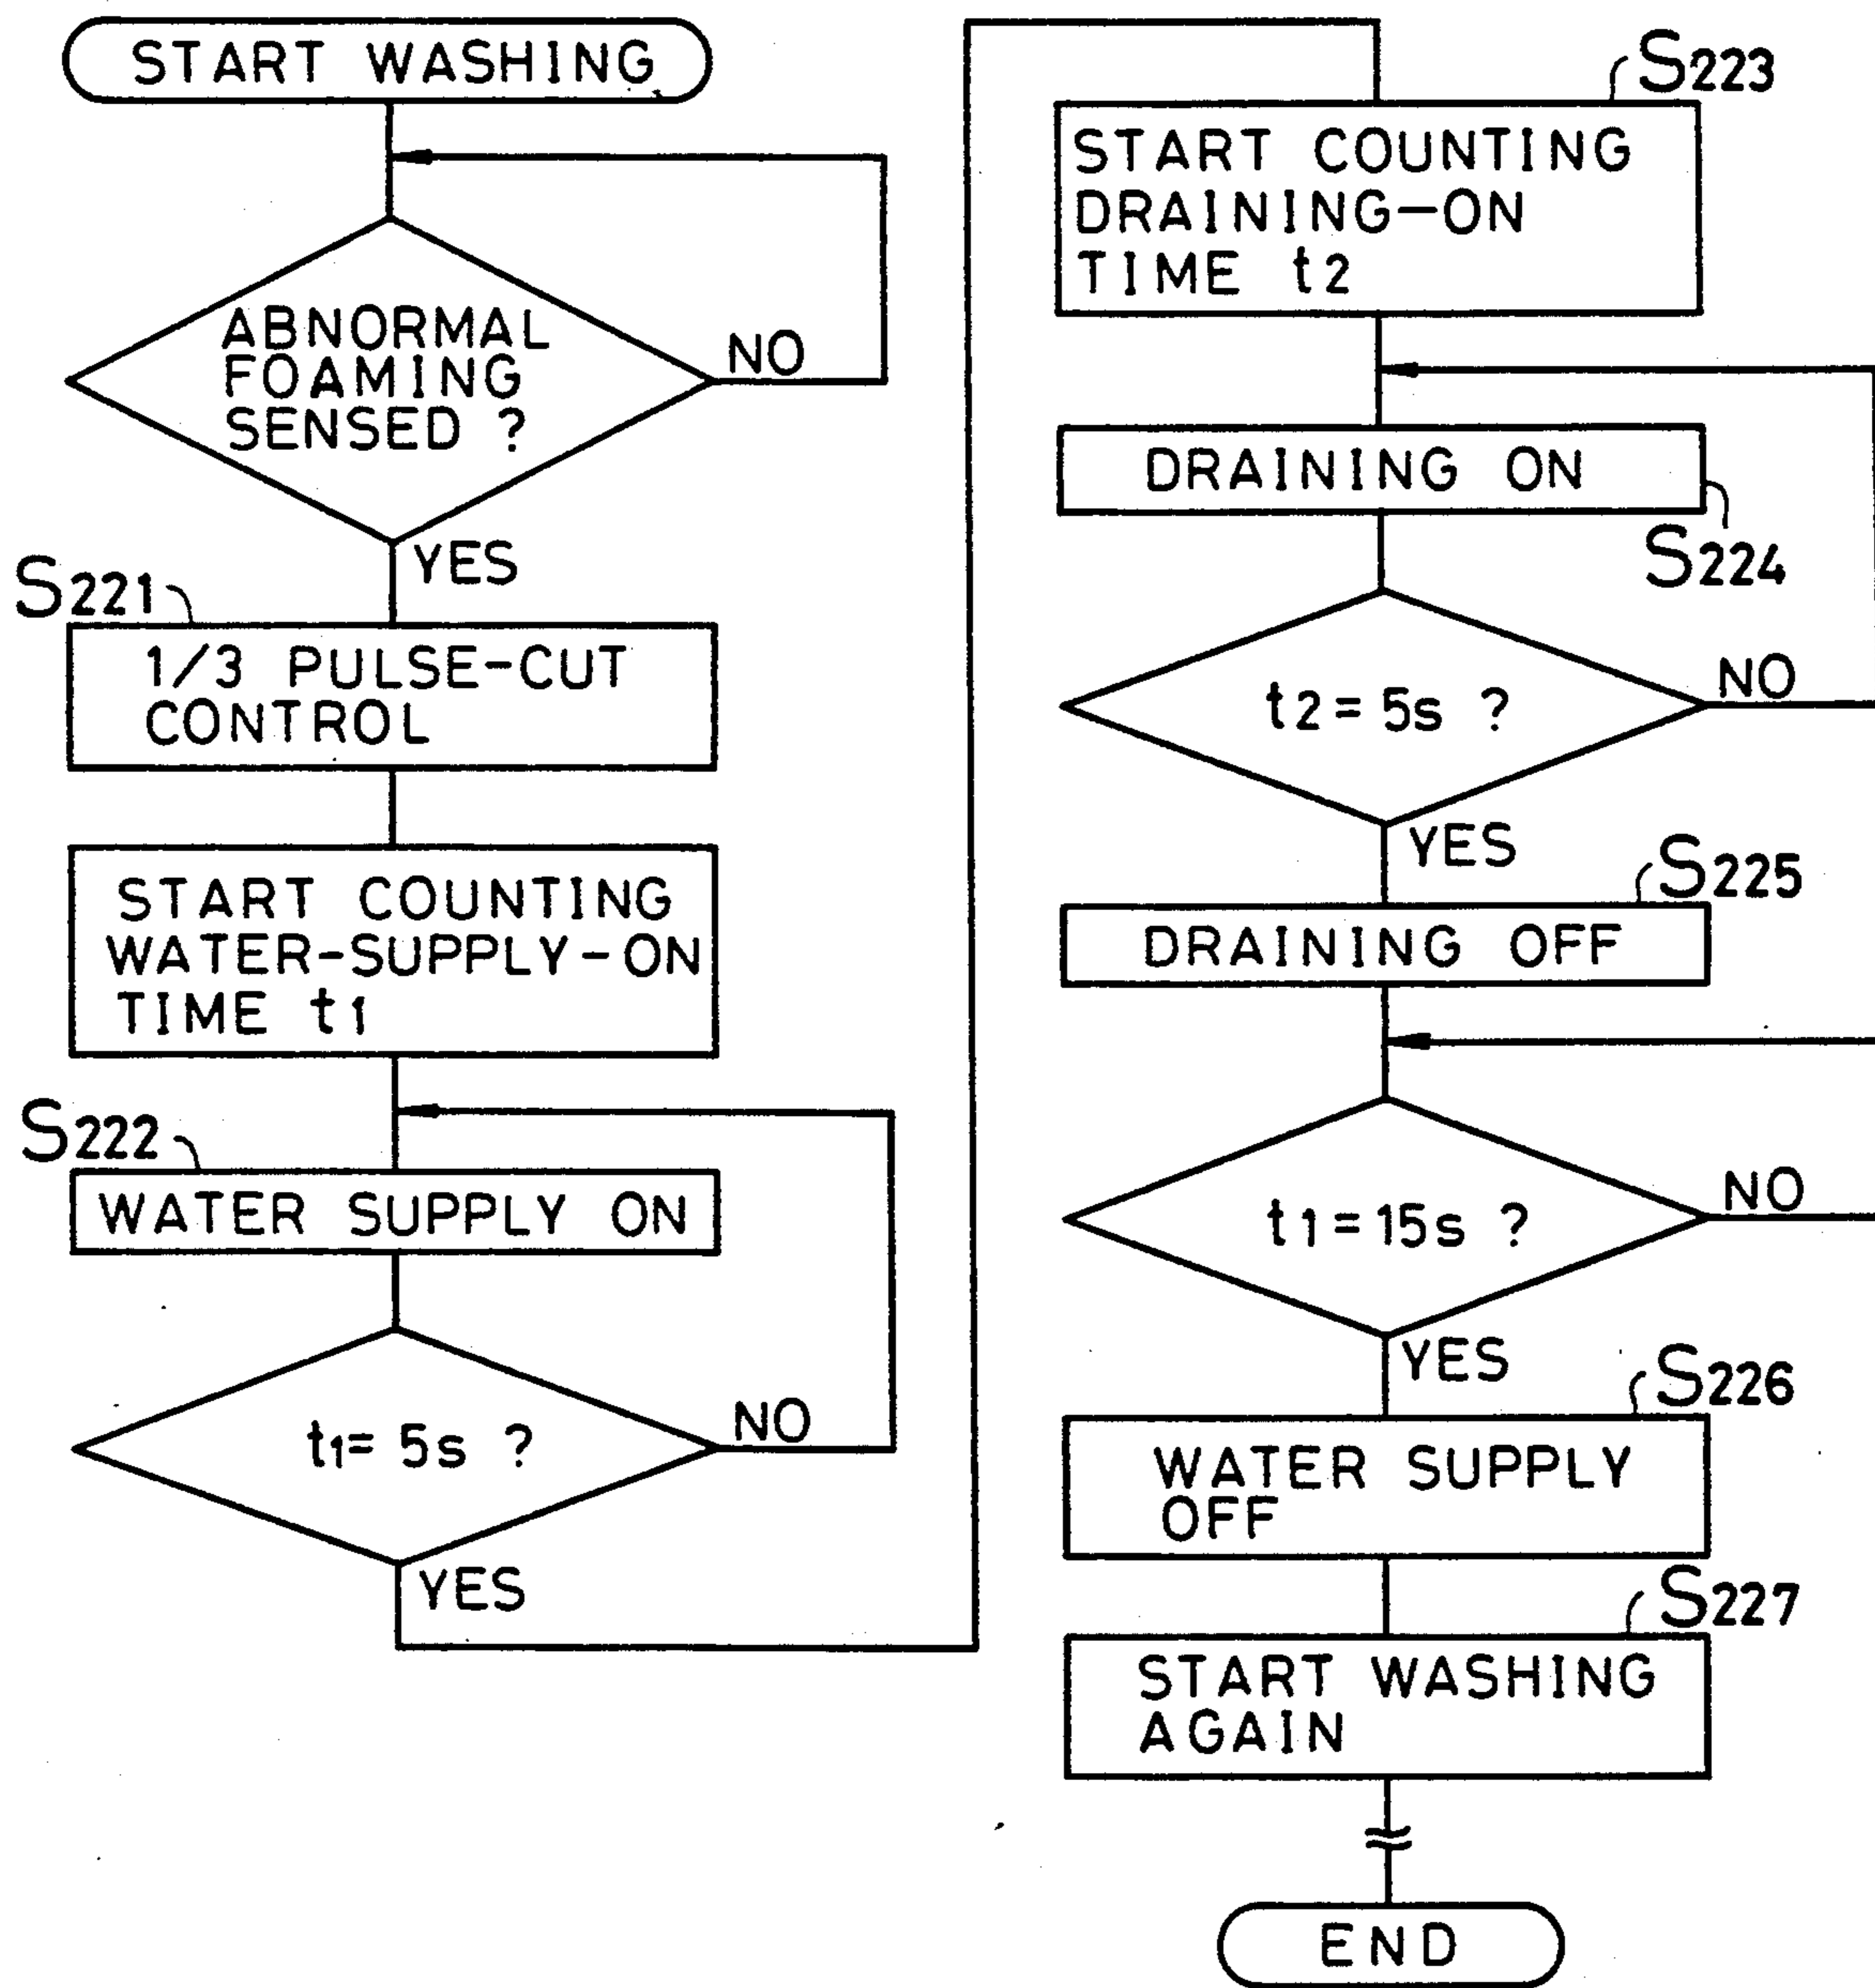 START WASHING
ABNORMAL
FOAMING
SENSED ?
NO
YES
S221
1/3 PULSE-CUT
CONTROL
START COUNTING
WATER-SUPPLY-ON
TIME t1
S222
WATER SUPPLY ON
t1= 5s ?
NO
YES
S223
START COUNTING
DRAINING-ON
TIME t2
DRAINING ON
S224
t2= 5s ?
NO
YES
S225
DRAINING OFF
t1= 15s ?
NO
YES
S226
WATER SUPPLY
OFF
S227
START WASHING
AGAIN
END